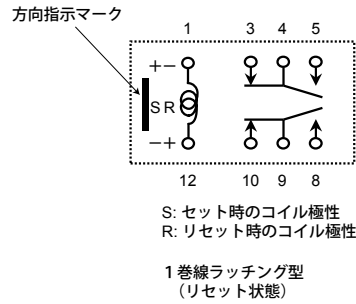 方向指示マーク
1 3 4 5
+−
S R
−+
12 10 9 8
S: セット時のコイル極性
R: リセット時のコイル極性
1 巻線ラッチング型
(リセット状態)